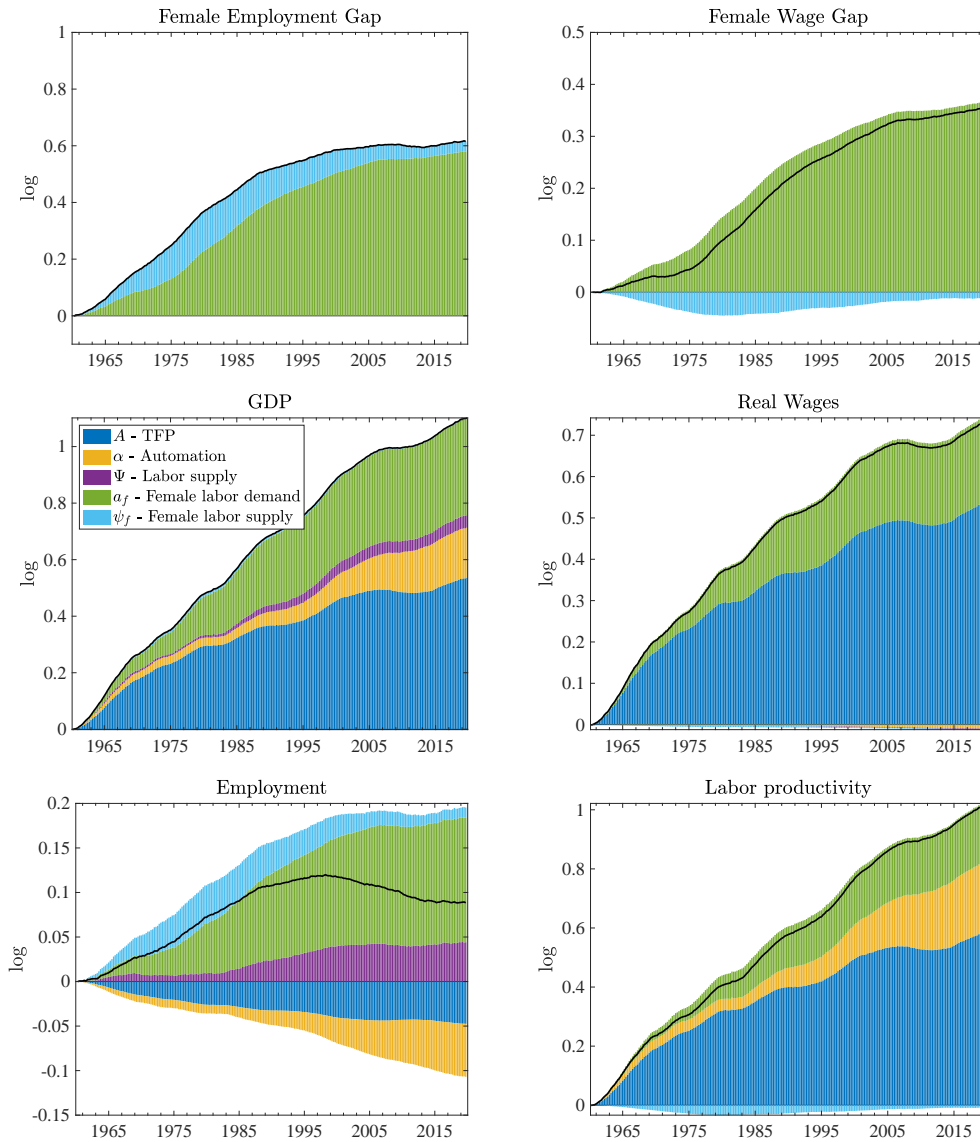 Female Employment Gap
1
0.8
0.6
0.4
0.2
0
log
1965 1975 1985 1995 2005 2015
Female Wage Gap
0.5
0.4
0.3
0.2
0.1
0
log
1965 1975 1985 1995 2005 2015
GDP
A - TFP
α - Automation
Ψ - Labor supply
a_f - Female labor demand
ψ_f - Female labor supply
1
0.8
0.6
0.4
0.2
0
log
1965 1975 1985 1995 2005 2015
Real Wages
0.7
0.6
0.5
0.4
0.3
0.2
0.1
0
log
1965 1975 1985 1995 2005 2015
Employment
0.2
0.15
0.1
0.05
0
-0.05
-0.1
-0.15
log
1965 1975 1985 1995 2005 2015
Labor productivity
1
0.8
0.6
0.4
0.2
0
log
1965 1975 1985 1995 2005 2015